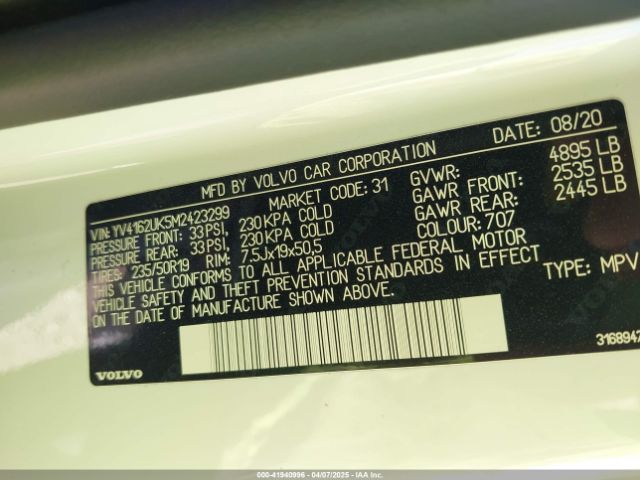 MFD BY VOLVO CAR CORPORATION DATE: 08/20
MARKET CODE: 31 GVWR: 4895 LB
VIN: YV4162UK5M2423299 GAWR FRONT: 2535 LB
PRESSURE FRONT: 33 PSI, 230 KPA COLD GAWR REAR: 2445 LB
PRESSURE REAR: 33 PSI, 230 KPA COLD COLOUR: 707
TIRES: 235/50R19 RIM: 7.5Jx19x50,5
THIS VEHICLE CONFORMS TO ALL APPLICABLE FEDERAL MOTOR
VEHICLE SAFETY AND THEFT PREVENTION STANDARDS IN EFFECT
ON THE DATE OF MANUFACTURE SHOWN ABOVE. TYPE: MPV
VOLVO
3168947
000-41940996 - 04/07/2025 - IAAI.COM